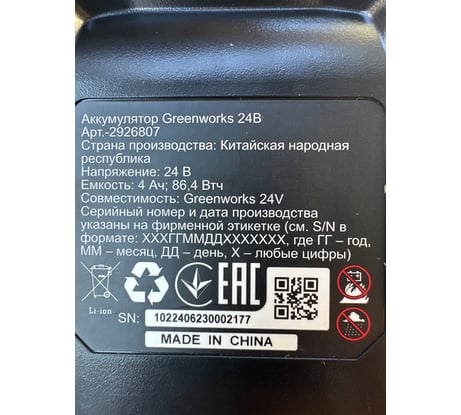 Аккумулятор Greenworks 24В
Арт.-2926807
Страна производства: Китайская народная
республика
Напряжение: 24 В
Емкость: 4 Ач; 86,4 Втч
Совместимость: Greenworks 24V
Серийный номер и дата производства
указаны на фирменной этикетке (см. S/N в
формате: XXXГГММДДXXXXXXX, где ГГ – год,
ММ – месяц, ДД – день, X – любые цифры)
EAC
Li-ion
SN: 1022406230002177
MADE IN CHINA